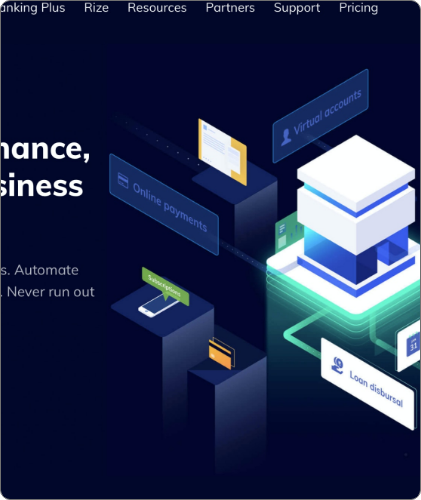 anking Plus Rize Resources Partners Support Pricing
Virtual accounts
nance,
Online payments
siness
s. Automate
Subscriptions
. Never run out
31
Loan disbursal